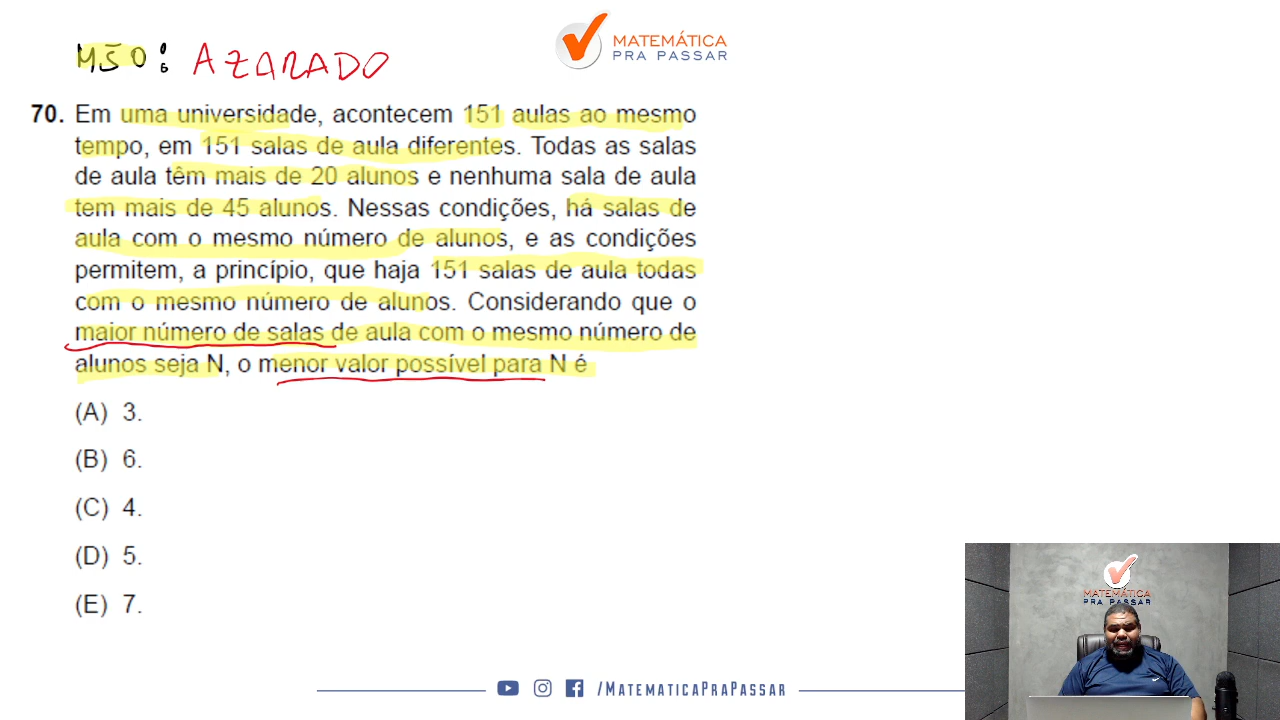 M50: AZARADO
MATEMÁTICA
PRA PASSAR
70. Em uma universidade, acontecem 151 aulas ao mesmo
tempo, em 151 salas de aula diferentes. Todas as salas
de aula têm mais de 20 alunos e nenhuma sala de aula
tem mais de 45 alunos. Nessas condições, há salas de
aula com o mesmo número de alunos, e as condições
permitem, a princípio, que haja 151 salas de aula todas
com o mesmo número de alunos. Considerando que o
maior número de salas de aula com o mesmo número de
alunos seja N, o menor valor possível para N é
(A) 3.
(B) 6.
(C) 4.
(D) 5.
(E) 7.
MATEMÁTICA
PRA PASSAR
/MATEMATICAPRAPASSAR